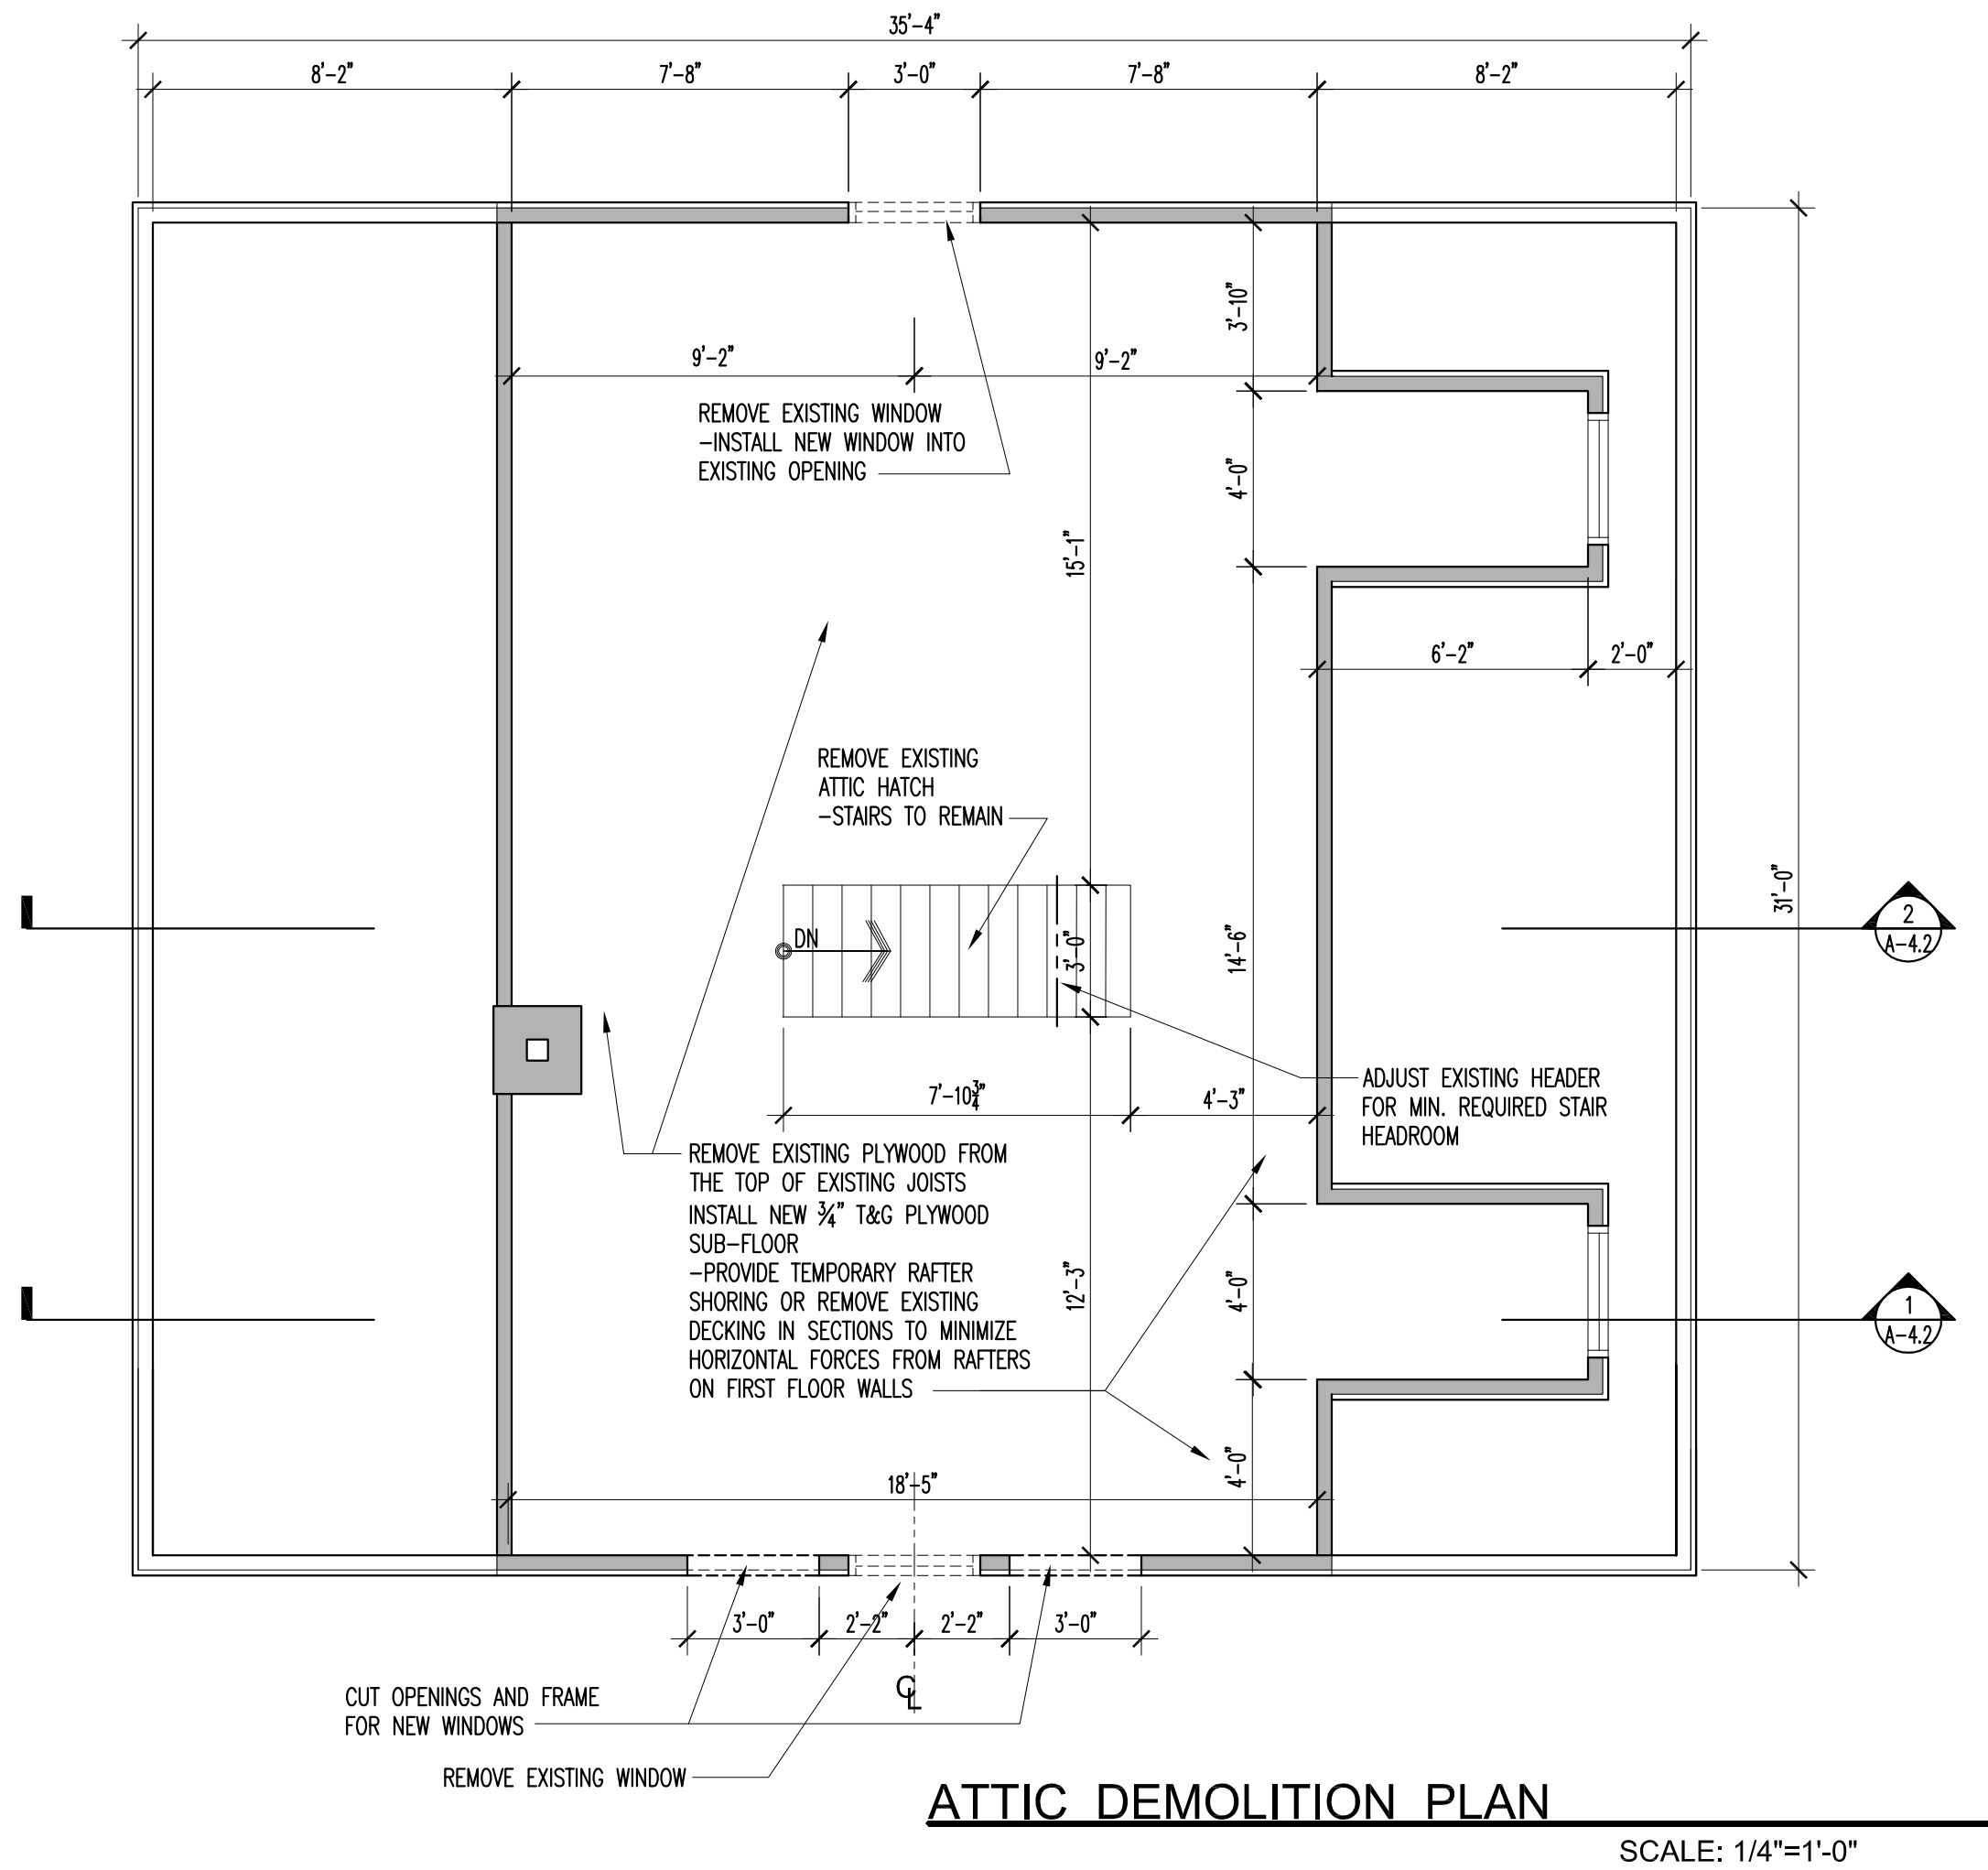 35'-4"
8'-2"
7'-8"
3'-0"
7'-8"
8'-2"
3'-10"
9'-2"
9'-2"
REMOVE EXISTING WINDOW
-INSTALL NEW WINDOW INTO
EXISTING OPENING
4'-0"
15'-1"
6'-2"
2'-0"
REMOVE EXISTING
ATTIC HATCH
-STAIRS TO REMAIN
31'-0"
2
A-4.2
DN
3'-0"
14'-6"
7'-10¾"
4'-3"
ADJUST EXISTING HEADER
FOR MIN. REQUIRED STAIR
HEADROOM
REMOVE EXISTING PLYWOOD FROM
THE TOP OF EXISTING JOISTS
INSTALL NEW ¾" T&G PLYWOOD
SUB-FLOOR
-PROVIDE TEMPORARY RAFTER
SHORING OR REMOVE EXISTING
DECKING IN SECTIONS TO MINIMIZE
HORIZONTAL FORCES FROM RAFTERS
ON FIRST FLOOR WALLS
12'-3"
4'-0"
1
A-4.2
4'-0"
18'-5"
3'-0"
2'-2"
2'-2"
3'-0"
CL
CUT OPENINGS AND FRAME
FOR NEW WINDOWS
REMOVE EXISTING WINDOW
ATTIC DEMOLITION PLAN
SCALE: 1/4"=1'-0"